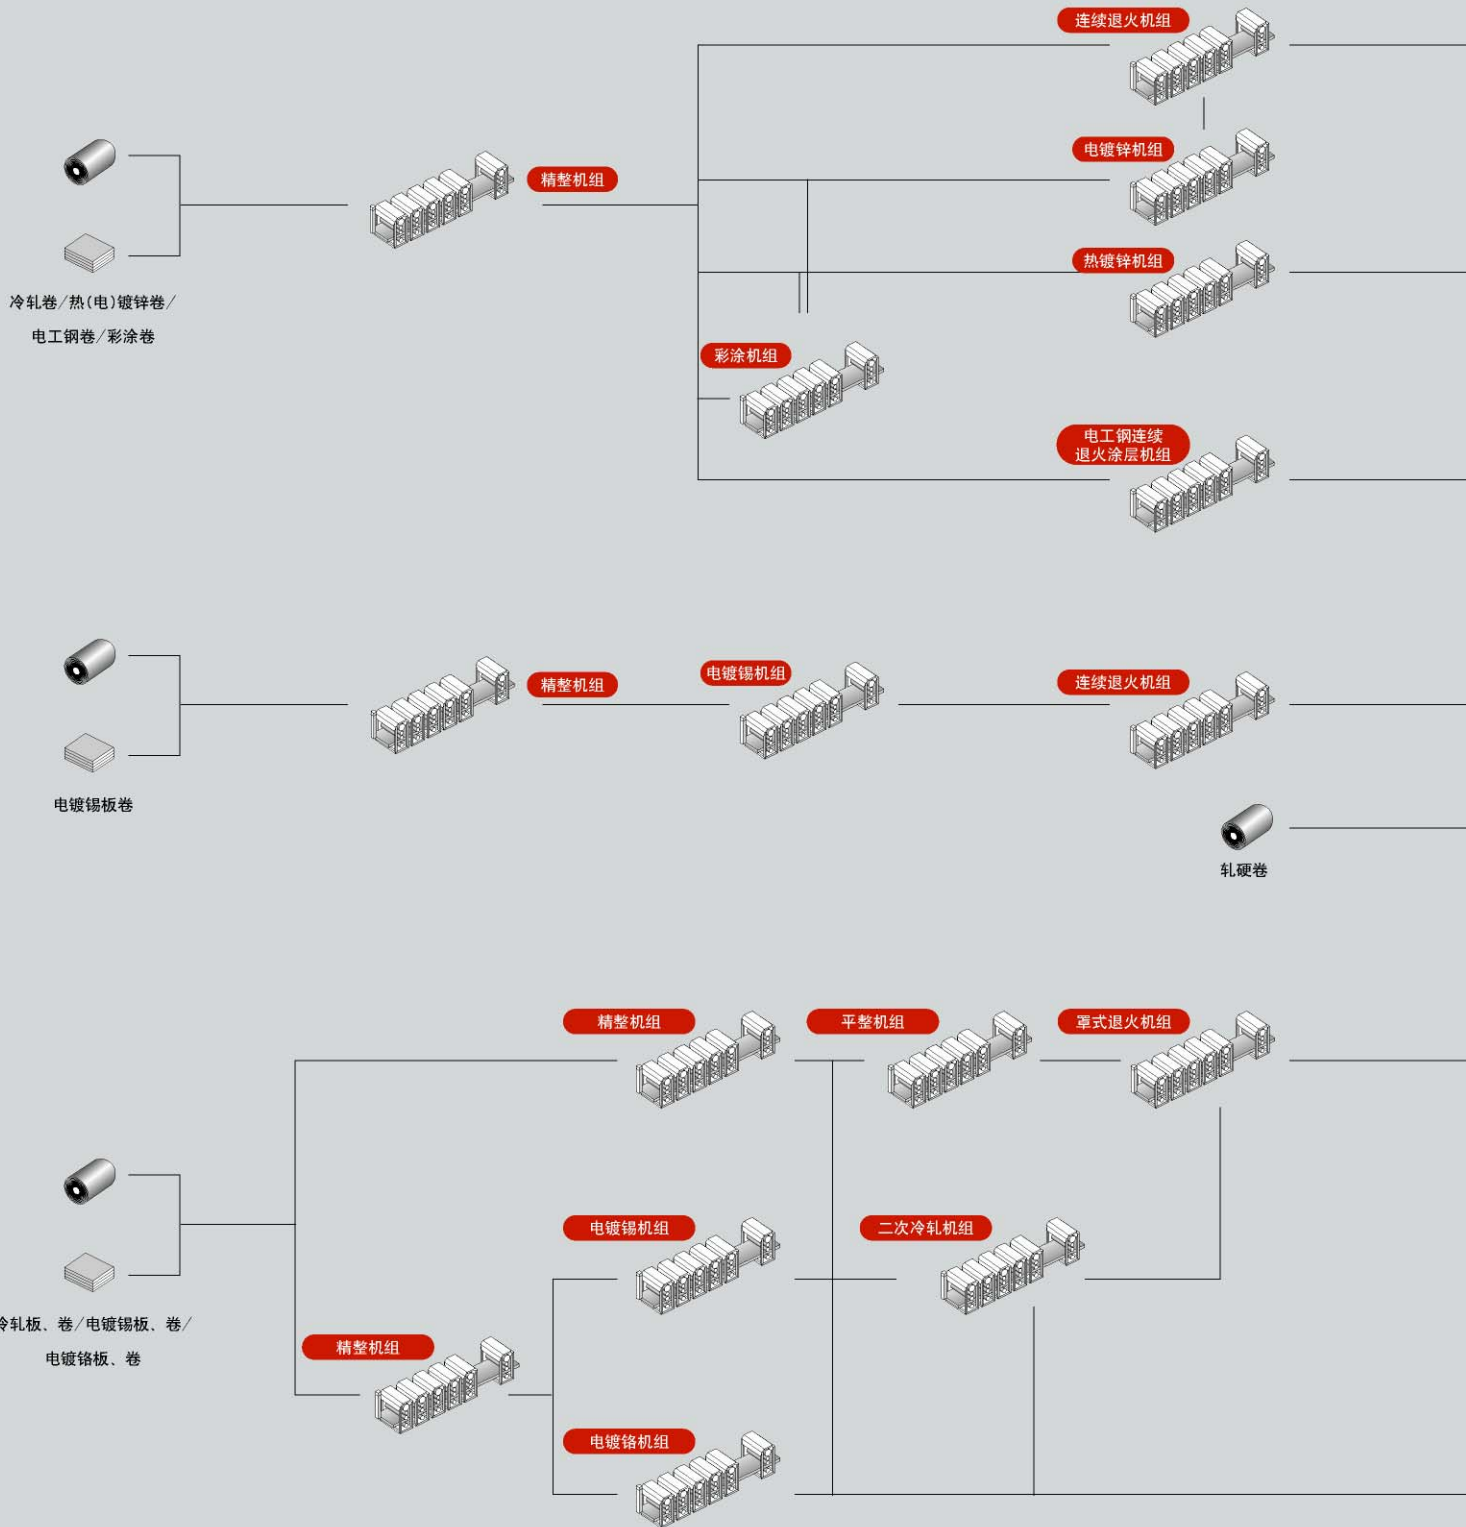 连续退火机组
电镀锌机组
精整机组
热镀锌机组
冷轧卷/热(电)镀锌卷/
电工钢卷/彩涂卷
彩涂机组
电工钢连续
退火涂层机组
精整机组
电镀锡机组
连续退火机组
电镀锡板卷
轧硬卷
精整机组
平整机组
罩式退火机组
电镀锡机组
二次冷轧机组
冷轧板、卷/电镀锡板、卷/
电镀铬板、卷
精整机组
电镀铬机组